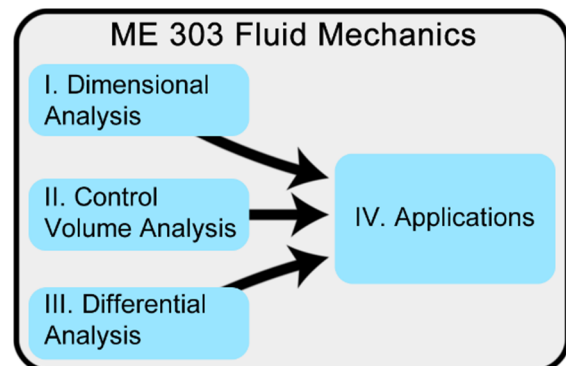 ME 303 Fluid Mechanics
I. Dimensional
Analysis
II. Control
Volume Analysis
III. Differential
Analysis
IV. Applications